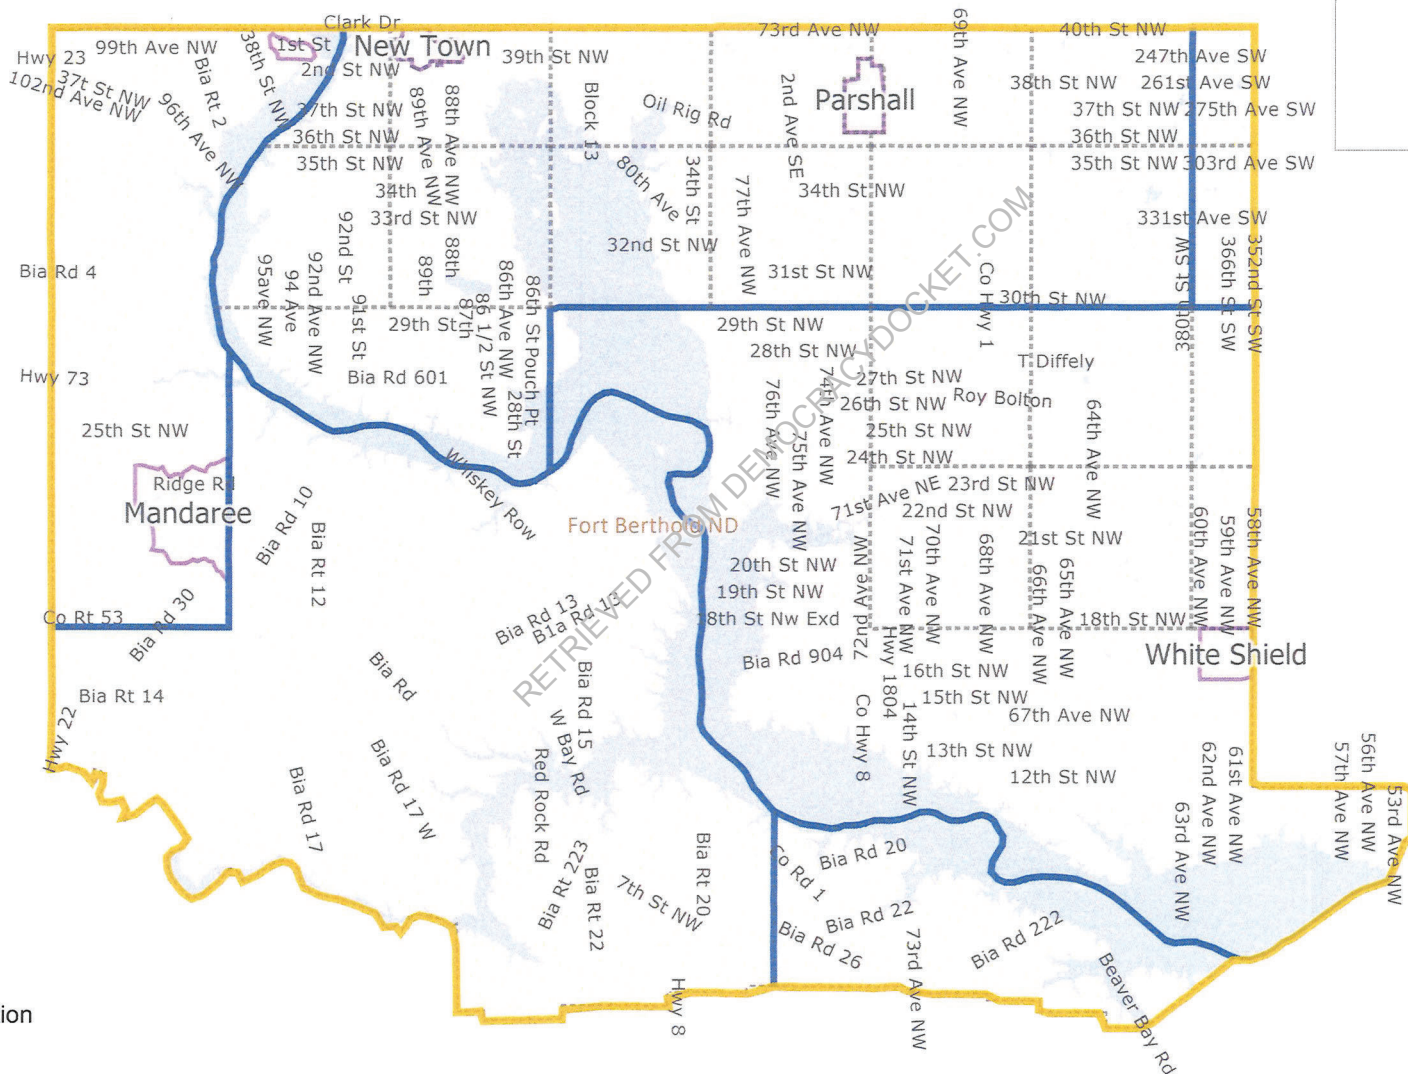 Clark Dr
73rd Ave NW
69th Ave NW
40th St NW
99th Ave NW
38th St NW
1st St
New Town
39th St NW
247th Ave SW
Hwy 23
Bia Rt 2
2nd St NW
2nd Ave SE
38th St NW
261st Ave SW
37t St NW
102nd Ave NW
96th Ave NW
37th St NW
89th Ave NW
88th Ave NW
Block 13
Oil Rig Rd
Parshall
37th St NW
275th Ave SW
36th St NW
36th St NW
35th St NW
80th Ave
34th St
77th Ave NW
35th St NW
303rd Ave SW
34th
34th St NW
33rd St NW
92nd St
331st Ave SW
32nd St NW
88th
89th
380th St SW
366th St SW
352nd St SW
Bia Rd 4
95ave NW
94 Ave
92nd Ave NW
91st St
87th
86 1/2 St NW
86th Ave NW
86th St
Pouch Pt
31st St NW
Co Hwy 1
30th St NW
29th St
29th St NW
28th St NW
T Diffely
Hwy 73
Bia Rd 601
28th St
76th Ave NW
75th Ave NW
74th Ave NW
27th St NW
Roy Bolton
26th St NW
64th Ave NW
25th St NW
25th St NW
24th St NW
Ridge Rd
Whiskey Row
23rd St NW
71st Ave NE
Mandaree
Bia Rd 10
Bia Rt 12
Fort Berthold ND
22nd St NW
60th Ave NW
59th Ave NW
58th Ave NW
72nd Ave NW
71st Ave NW
70th Ave NW
68th Ave NW
21st St NW
66th Ave NW
65th Ave NW
20th St NW
19th St NW
Co Rt 53
Bia Rd 30
Bia Rd 13
B1a Rd 13
18th St Nw Exd
18th St NW
White Shield
Bia Rd
Bia Rd 15
Bia Rd 904
Hwy 1804
16th St NW
Bia Rt 14
15th St NW
67th Ave NW
Hwy 22
W Bay Rd
Co Hwy 8
14th St NW
13th St NW
12th St NW
Bia Rd 17
Bia Rd 17 W
Red Rock Rd
63rd Ave NW
62nd Ave NW
61st Ave NW
57th Ave NW
56th Ave NW
53rd Ave NW
Bia Rt 223
Bia Rt 22
7th St NW
Bia Rt 20
Co Rd 1
Bia Rd 20
Bia Rd 22
Bia Rd 26
73rd Ave NW
Bia Rd 222
Beaver Bay Rd
Hwy 8
ion
RETRIEVED FROM DEMOCRACYDOCKET.COM